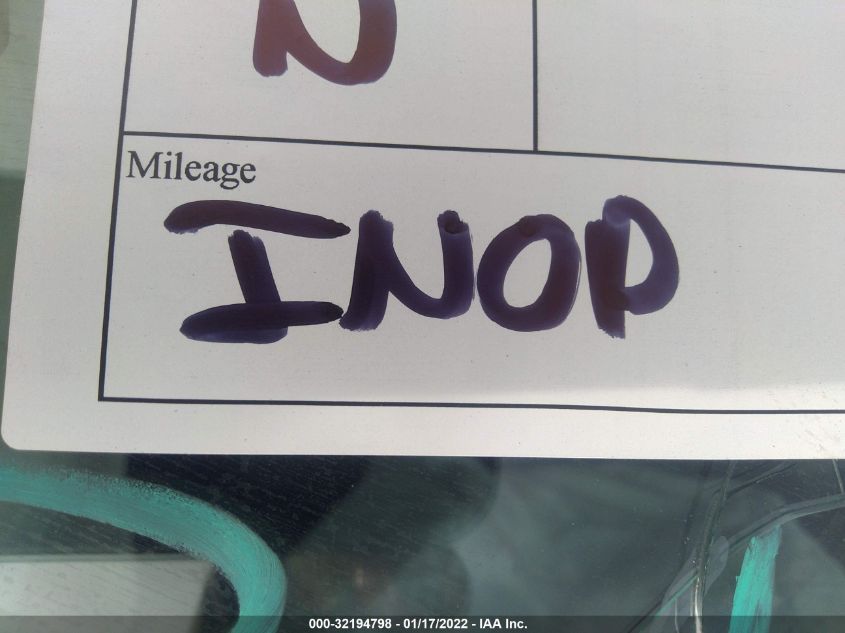 N
Mileage
INOP
000-32194798 - 01/17/2022 - IAA Inc.